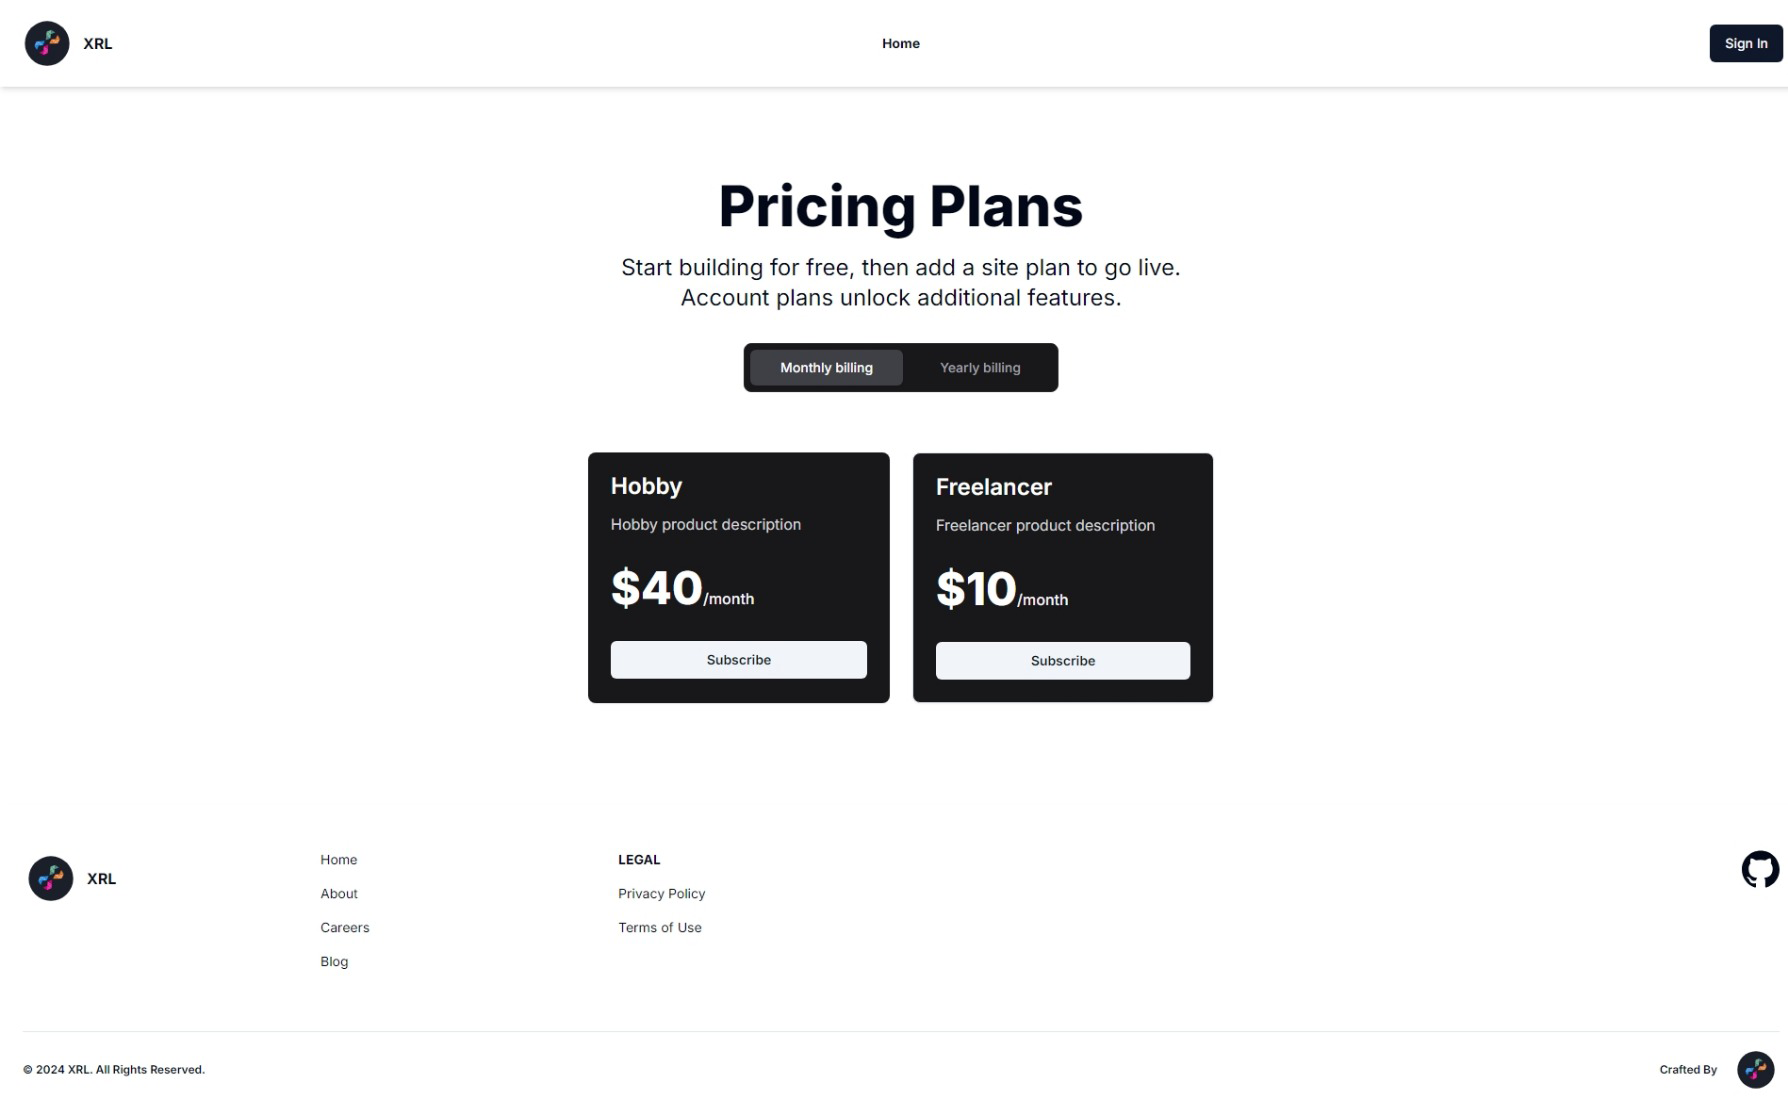 XRL
Home
Sign In
Pricing Plans
Start building for free, then add a site plan to go live.
Account plans unlock additional features.
Monthly billing
Yearly billing
Hobby
Hobby product description
$40/month
Subscribe
Freelancer
Freelancer product description
$10/month
Subscribe
XRL
Home
About
Careers
Blog
LEGAL
Privacy Policy
Terms of Use
© 2024 XRL. All Rights Reserved.
Crafted By